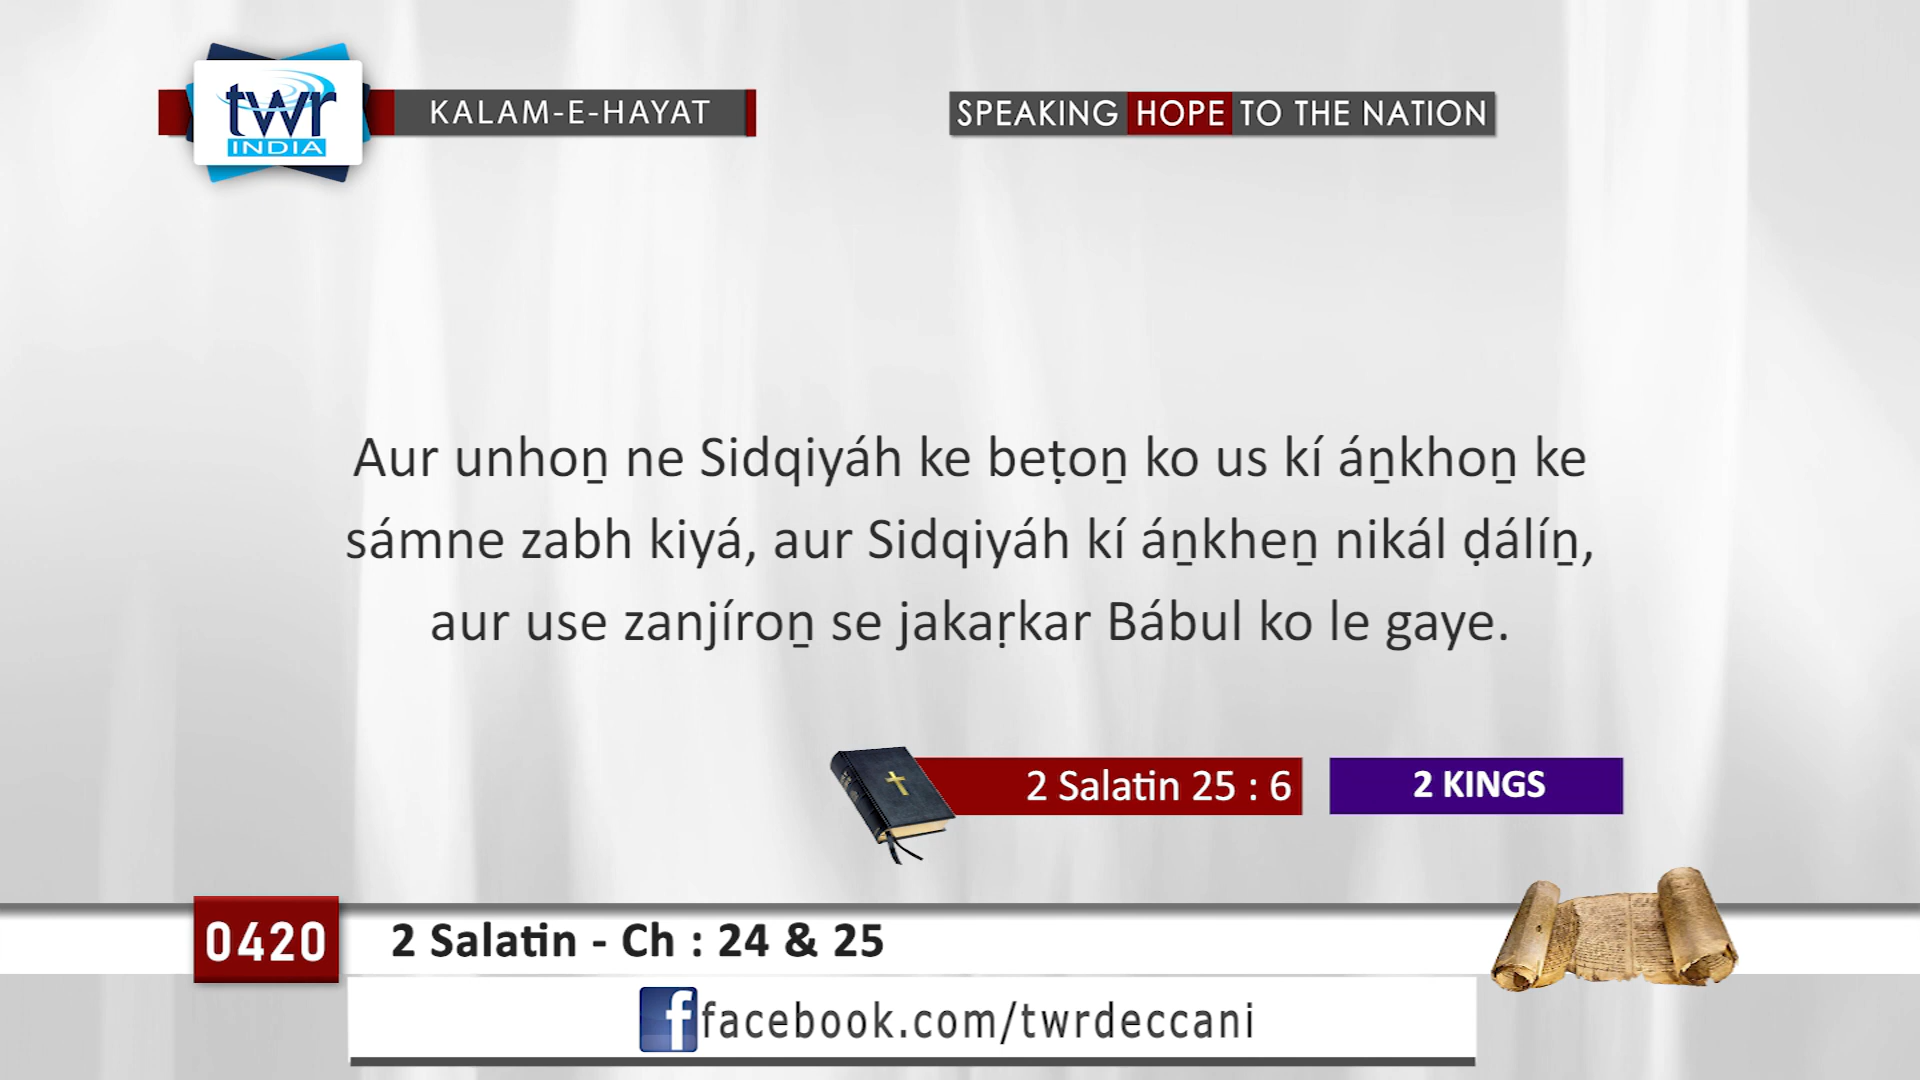 twr
INDIA
KALAM-E-HAYAT
SPEAKING HOPE TO THE NATION
Aur unhoṉ ne Sidqiyáh ke beṭoṉ ko us kí áṉkhoṉ ke
sámne zabh kiyá, aur Sidqiyáh kí áṉkheṉ nikál ḍálíṉ,
aur use zanjíroṉ se jakaṛkar Bábul ko le gaye.
2 Salatin 25 : 6
2 KINGS
0420
2 Salatin - Ch : 24 & 25
facebook.com/twrdeccani